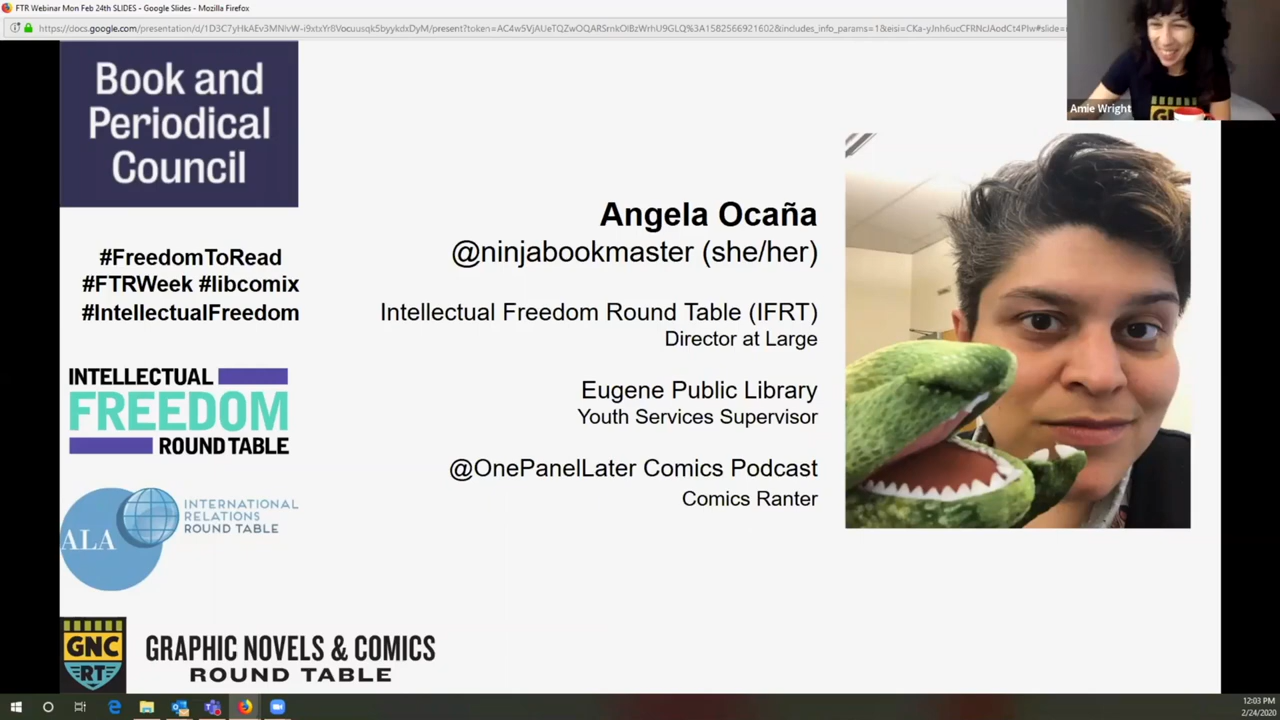 FTR Webinar Mon Feb 24th SLIDES - Google Slides - Mozilla Firefox
Amie Wright
Book and
Periodical
Council
#FreedomToRead
#FTRWeek #libcomix
#IntellectualFreedom
INTELLECTUAL
FREEDOM
ROUND TABLE
ALA
INTERNATIONAL
RELATIONS
ROUND TABLE
GNC
RT
GRAPHIC NOVELS & COMICS
ROUND TABLE
Angela Ocaña
@ninjabookmaster (she/her)
Intellectual Freedom Round Table (IFRT)
Director at Large
Eugene Public Library
Youth Services Supervisor
@OnePanelLater Comics Podcast
Comics Ranter
12:03 PM
2/24/2020